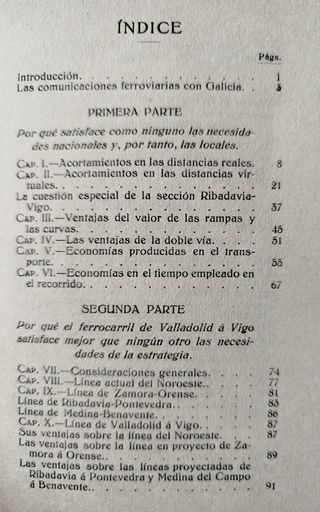 ÍNDICE
Págs.
Introducción. . . . . . . . . . . . 1
Las comunicaciones ferroviarias con Galicia. . 3
PRIMERA PARTE
Por qué satisface como ninguno las necesida-
des nacionales y, por tanto, las locales.
CAP. I.—Acortamientos en las distancias reales. 8
CAP. II.—Acortamientos en las distancias vir-
tuales. . . . . . . . . . . . . 21
La cuestión especial de la sección Ribadavia-
Vigo. . . . . . . . . . . . . 37
CAP. III.—Ventajas del valor de las rampas y
las curvas. . . . . . . . . . . . 45
CAP. IV.—Las ventajas de la doble vía. . . . 51
CAP. V.—Economías producidas en el trans-
porte. . . . . . . . . . . . . 55
CAP. VI.—Economías en el tiempo empleado en
el recorrido. . . . . . . . . . . 67
SEGUNDA PARTE
Por que el ferrocarril de Valladolid á Vigo
satisface mejor que ningún otro las necesi-
dades de la estrategia.
CAP. VII.—Consideraciones generales. . . . 74
CAP. VIII.—Línea actual del Noroeste. . . . 77
CAP. IX.—Línea de Zamora-Orense. . . . . 81
Línea de Ribadavia-Pontevedra. . . . . . 85
Línea de Medina-Benavente. . . . . . . 86
CAP. X.—Línea de Valladolid á Vigo. . . . 87
Sus ventajas sobre la línea del Noroeste. . . 87
Las ventajas sobre la línea en proyecto de Za-
mora á Orense. . . . . . . . . . 89
Las ventajas sobre las líneas proyectadas de
Ribadavia á Pontevedra y Medina del Campo
á Benavente. . . . . . . . . . . 91